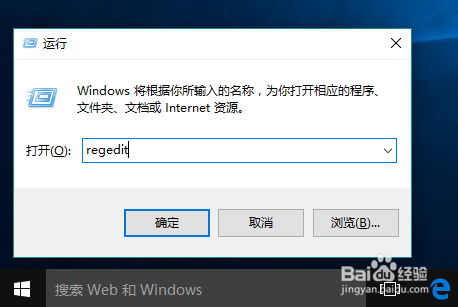 运行
Windows 将根据你所输入的名称，为你打开相应的程序、
文件夹、文档或 Internet 资源。
打开(O): regedit
确定 取消 浏览(B)...
搜索 Web 和 Windows
Baidu 经验
jingyan.baidu.com